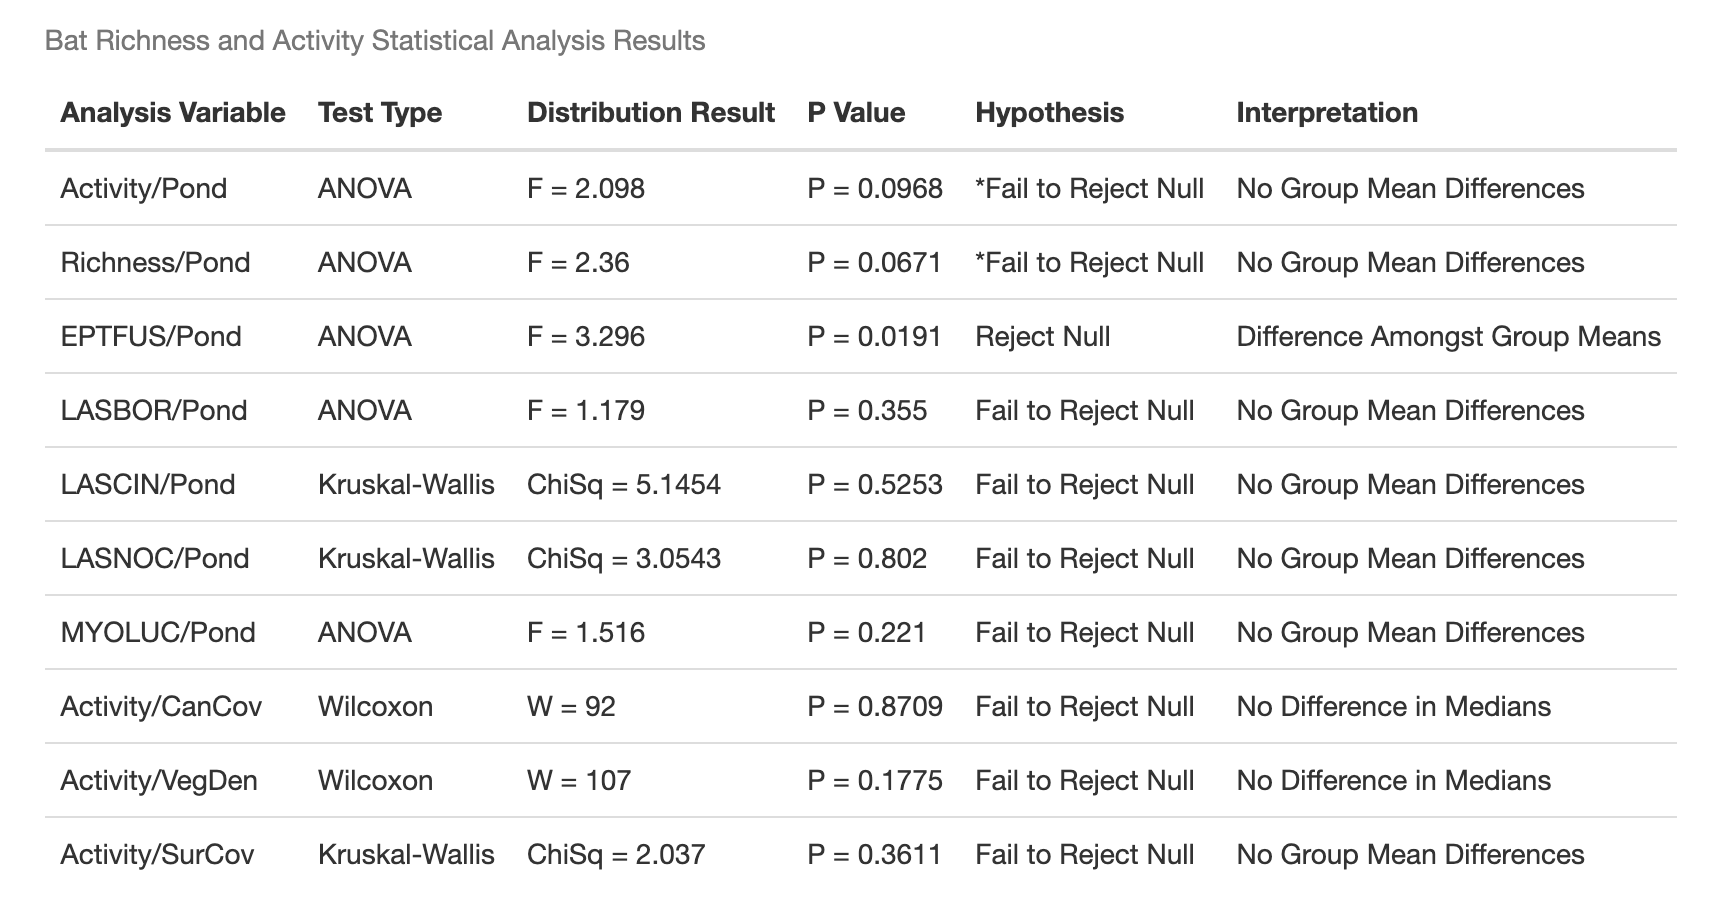 Bat Richness and Activity Statistical Analysis Results
Analysis Variable Test Type Distribution Result P Value Hypothesis Interpretation
Activity/Pond ANOVA F = 2.098 P = 0.0968 *Fail to Reject Null No Group Mean Differences
Richness/Pond ANOVA F = 2.36 P = 0.0671 *Fail to Reject Null No Group Mean Differences
EPTFUS/Pond ANOVA F = 3.296 P = 0.0191 Reject Null Difference Amongst Group Means
LASBOR/Pond ANOVA F = 1.179 P = 0.355 Fail to Reject Null No Group Mean Differences
LASCIN/Pond Kruskal-Wallis ChiSq = 5.1454 P = 0.5253 Fail to Reject Null No Group Mean Differences
LASNOC/Pond Kruskal-Wallis ChiSq = 3.0543 P = 0.802 Fail to Reject Null No Group Mean Differences
MYOLUC/Pond ANOVA F = 1.516 P = 0.221 Fail to Reject Null No Group Mean Differences
Activity/CanCov Wilcoxon W = 92 P = 0.8709 Fail to Reject Null No Difference in Medians
Activity/VegDen Wilcoxon W = 107 P = 0.1775 Fail to Reject Null No Difference in Medians
Activity/SurCov Kruskal-Wallis ChiSq = 2.037 P = 0.3611 Fail to Reject Null No Group Mean Differences